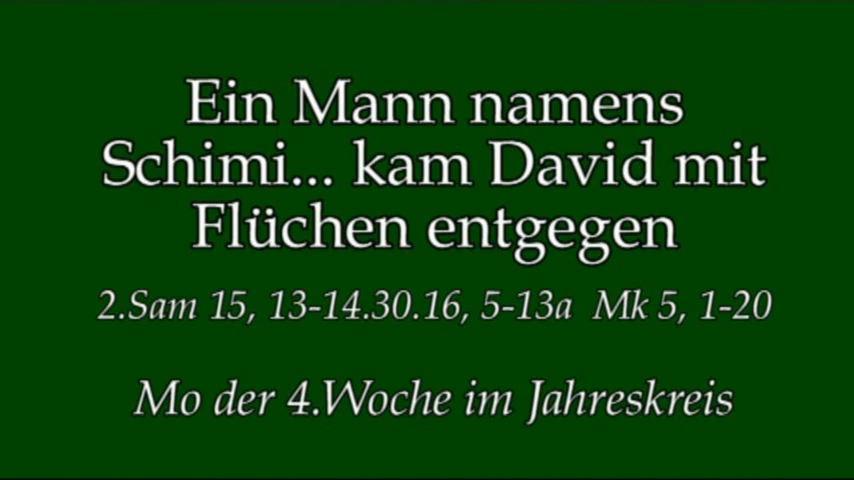 Ein Mann namens
Schimi... kam David mit
Flüchen entgegen
2.Sam 15, 13-14.30.16, 5-13a  Mk 5, 1-20
Mo der 4.Woche im Jahreskreis